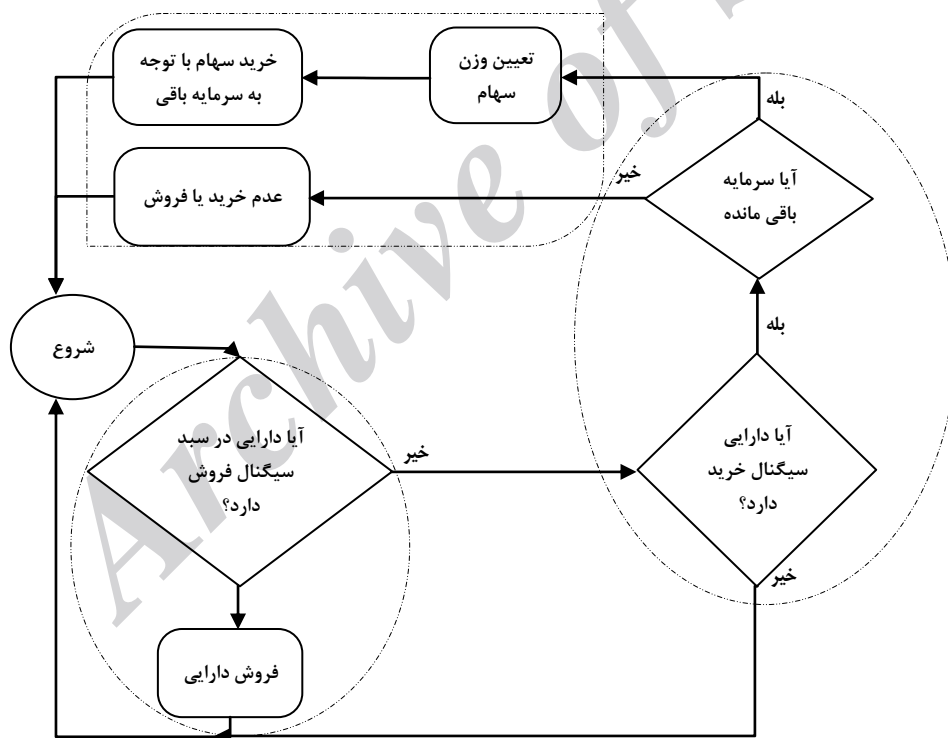 خرید سهام با توجه
به سرمایه باقی
تعیین وزن
سهام
بله
آیا سرمایه
باقی مانده
خیر
عدم خرید یا فروش
بله
شروع
آیا دارایی در سبد
سیگنال فروش
دارد؟
خیر
آیا دارایی
سیگنال خرید
دارد؟
خیر
فروش دارایی
Archive of